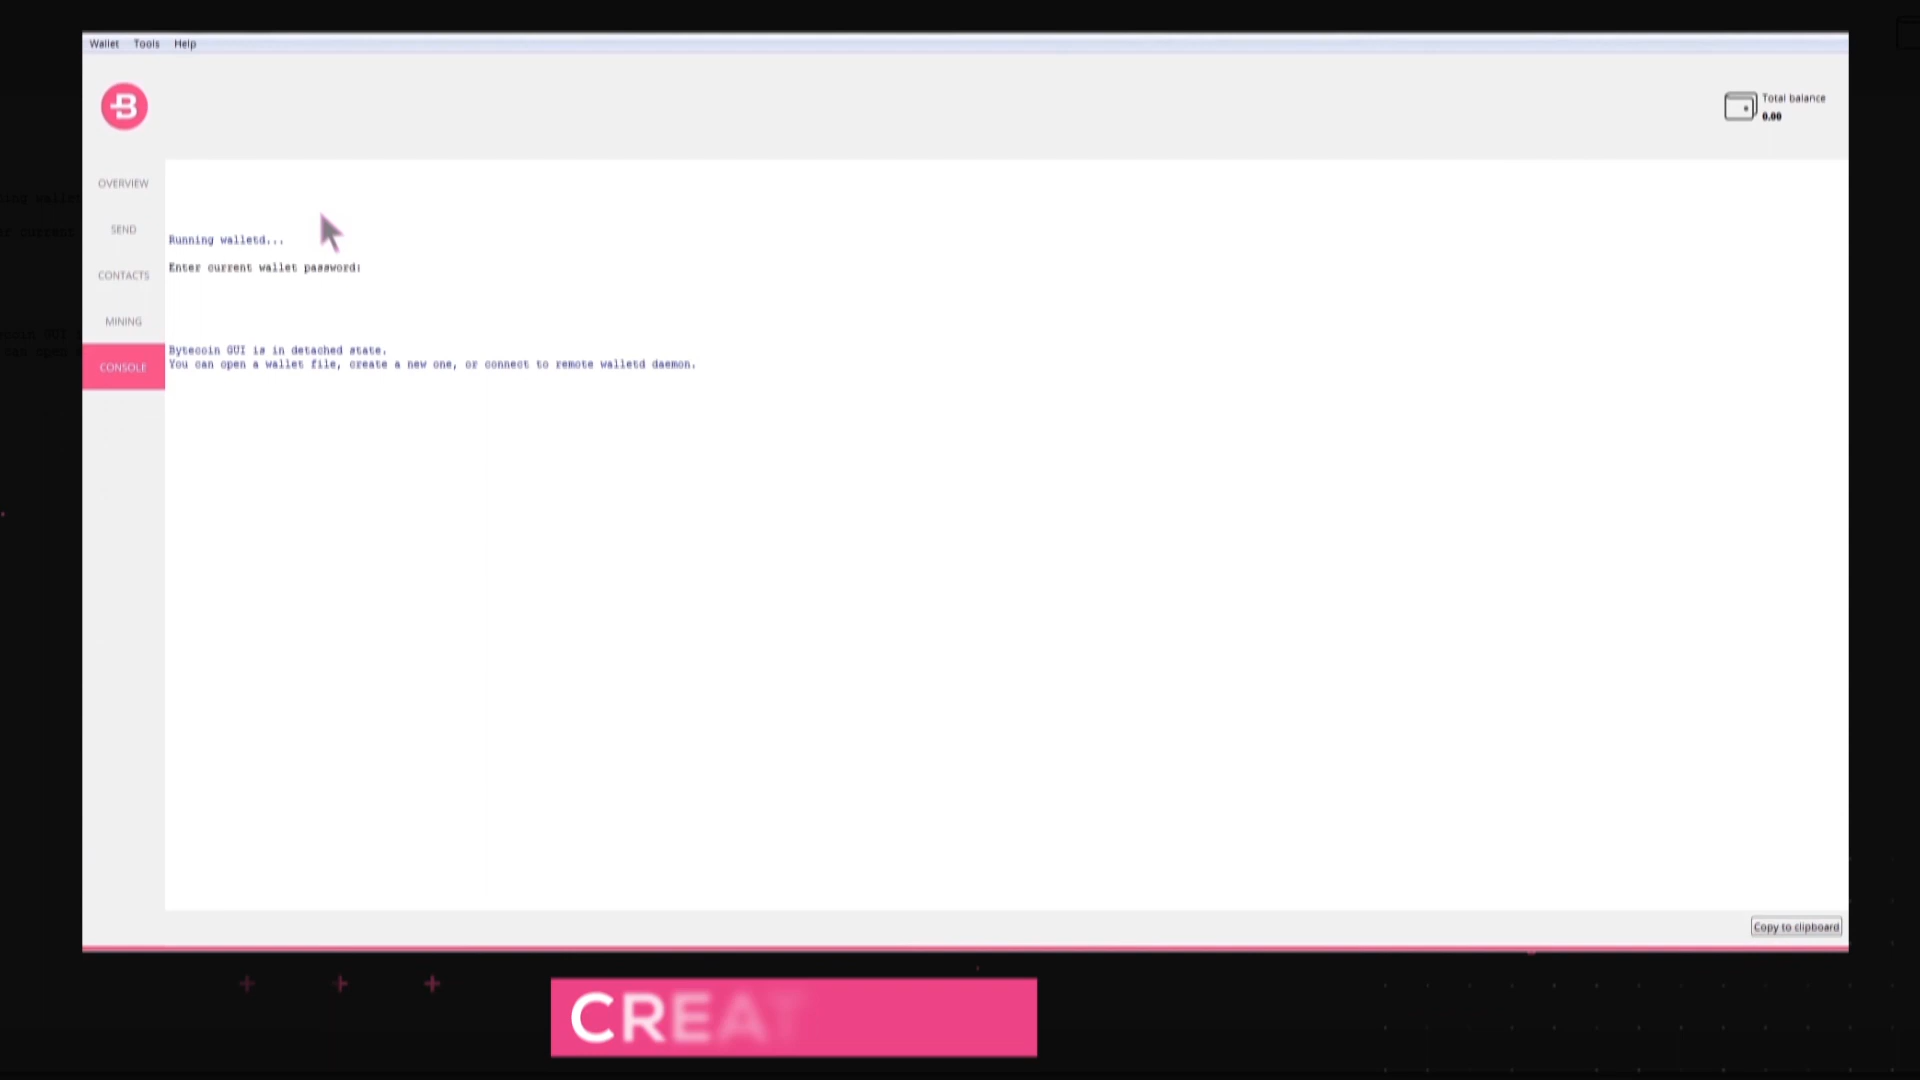 Wallet Tools Help
Total balance
0.00
OVERVIEW
SEND
CONTACTS
MINING
CONSOLE
Running walletd...
Enter current wallet password:
Bytecoin GUI is in detached state.
You can open a wallet file, create a new one, or connect to remote walletd daemon.
Copy to clipboard
CREAT